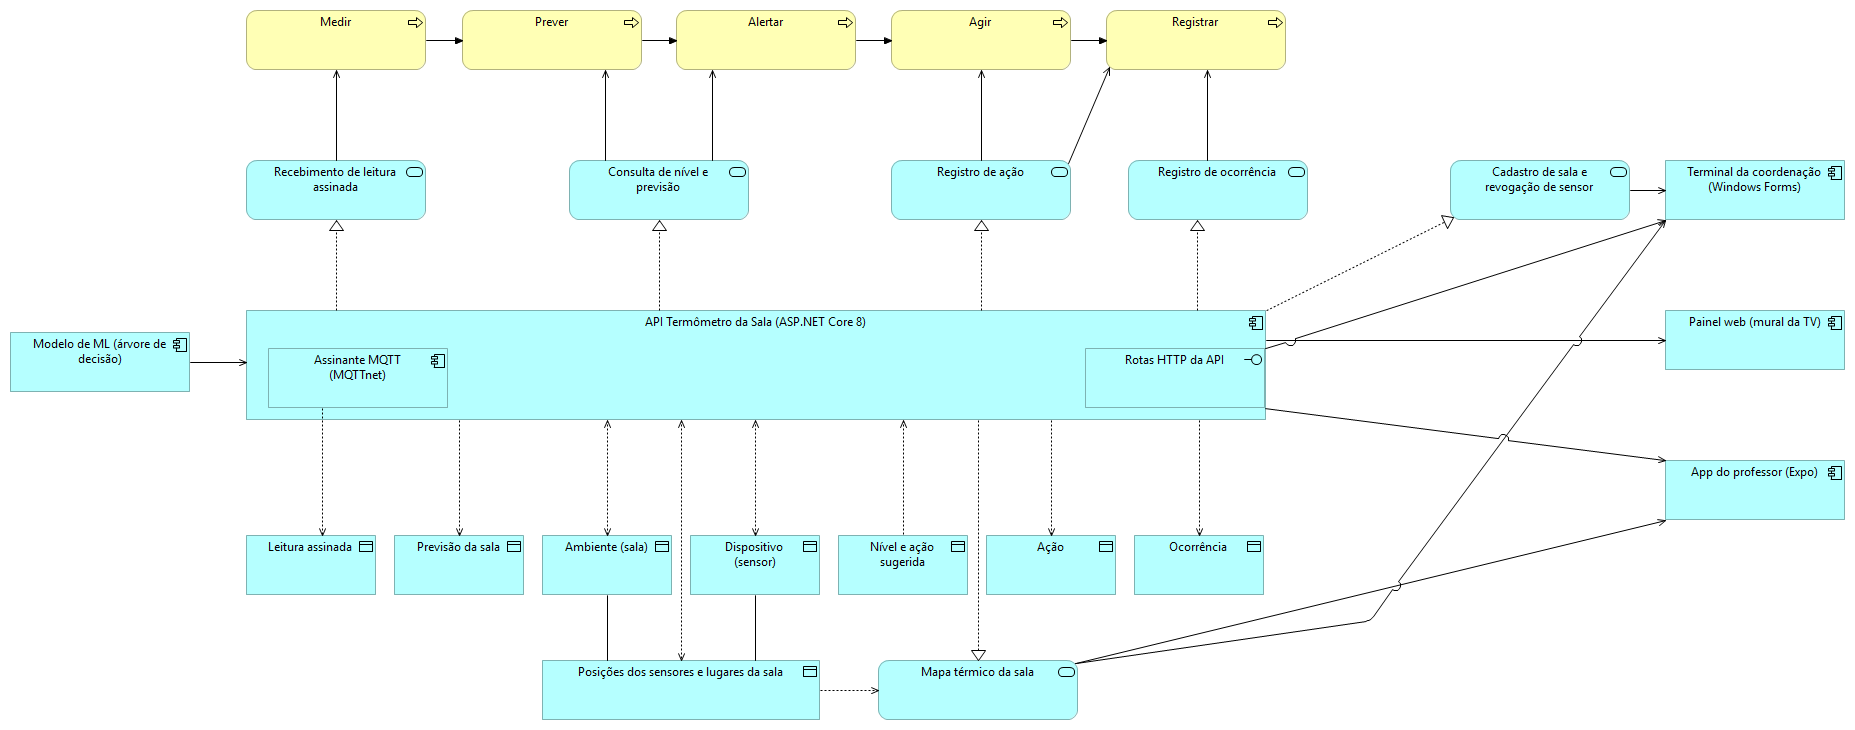 Medir
Prever
Alertar
Agir
Registrar
Recebimento de leitura
assinada
Consulta de nível e
previsão
Registro de ação
Registro de ocorrência
Cadastro de sala e
revogação de sensor
Terminal da coordenação
(Windows Forms)
API Termômetro da Sala (ASP.NET Core 8)
Painel web (mural da TV)
Modelo de ML (árvore de
decisão)
Assinante MQTT
(MQTTnet)
Rotas HTTP da API
App do professor (Expo)
Leitura assinada
Previsão da sala
Ambiente (sala)
Dispositivo
(sensor)
Nível e ação
sugerida
Ação
Ocorrência
Posições dos sensores e lugares da sala
Mapa térmico da sala